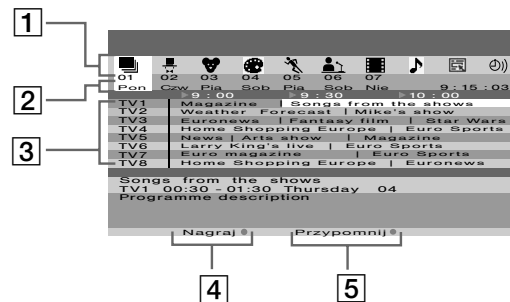 1
01 02 03 04 05 06 07
2
Pon Czw Pia Sob Pia Sob Nie 9:15:03
9:00 9:30 10:00
TV1 Magazine | Songs from the shows
TV2 Weather Forecast | Mike's show
TV3 Euronews | Fantasy film | Star Wars
3
TV4 Home Shopping Europe | Euro Sports
TV5 News | Arts show | Magazine
TV6 Larry King's live | Euro Sports
TV7 Euro magazine | Euro Sports
TV8 Home Shopping Europe | Euronews
Songs from the shows
TV1 00:30 - 01:30 Thursday 04
Programme description
Nagraj Przypomnij
4 5